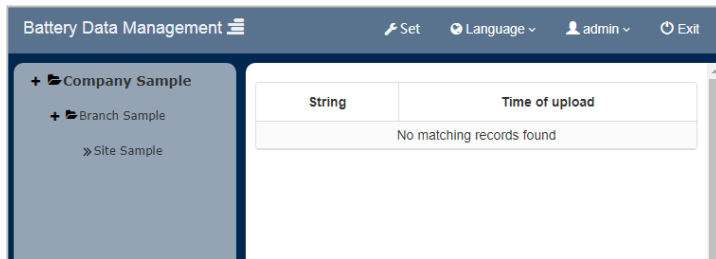 Battery Data Management Set Language admin Exit
Company Sample
Branch Sample
Site Sample
String Time of upload
No matching records found